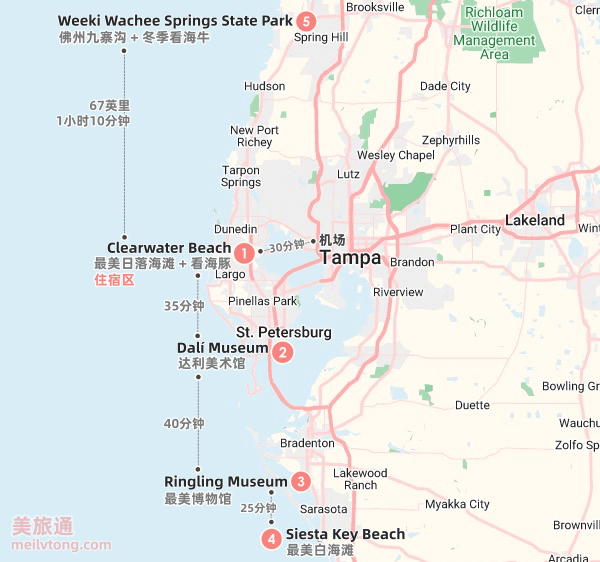 Weeki Wachee Springs State Park
5
佛州九寨沟 + 冬季看海牛
Brooksville
Spring Hill
Richloam
Wildlife
Management
Area
Clern
67英里
1小时10分钟
Hudson
Dade City
New Port
Richey
Zephyrhills
Wesley Chapel
Tarpon
Springs
Lutz
Dunedin
Plant City
Lakeland
Wint
Clearwater Beach
1
30分钟
机场
Tampa
最美日落海滩 + 看海豚
住宿区
Largo
Brandon
Riverview
35分钟
Pinellas Park
St. Petersburg
Dalí Museum
2
达利美术馆
Bowling Gr
Duette
40分钟
Wauchu
Bradenton
Zolfo Spr
Ringling Museum
3
最美博物馆
Lakewood
Ranch
25分钟
Sarasota
Myakka City
Brownvil
美旅通
meilvtong.com
4
Siesta Key Beach
最美白海滩
Arcadia